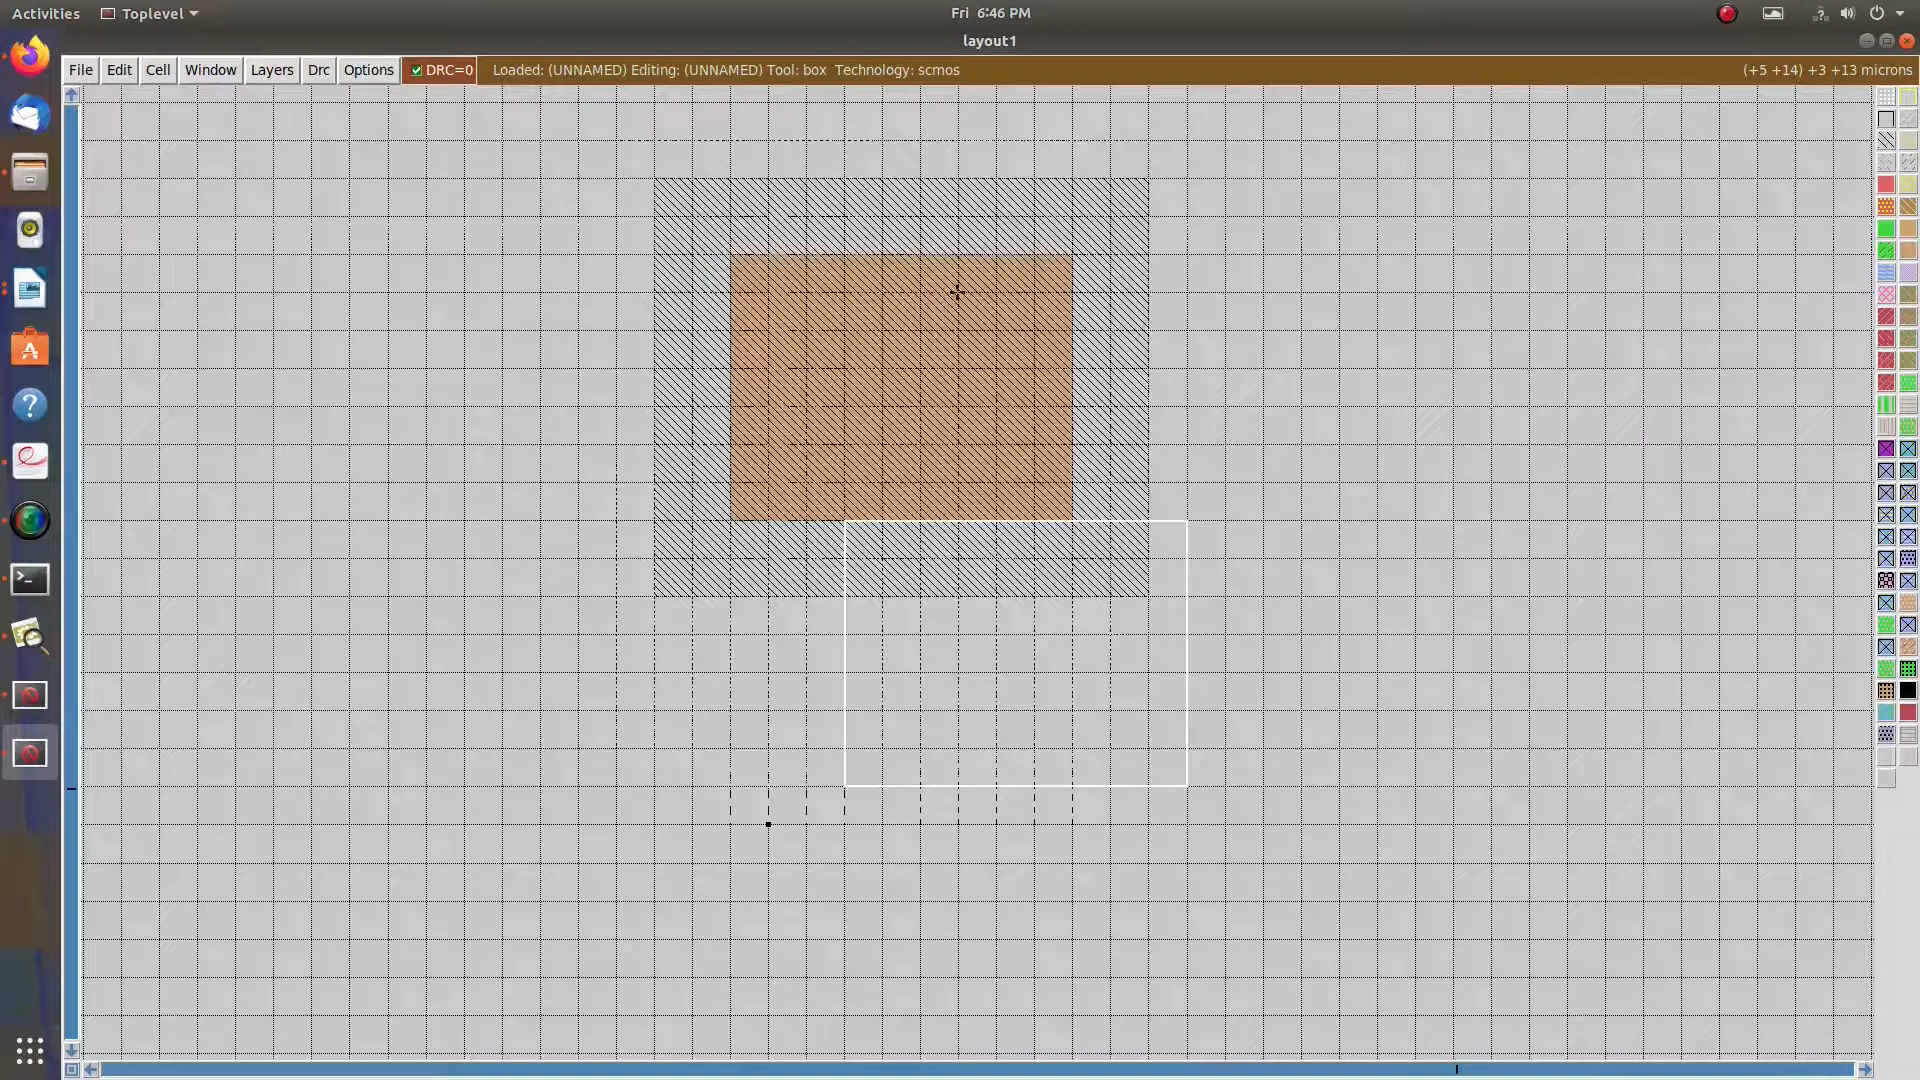 Activities Toplevel Fri 6:46 PM
layout1
File Edit Cell Window Layers Drc Options DRC=0 Loaded: (UNNAMED) Editing: (UNNAMED) Tool: box Technology: scmos (+5 +14) +3 +13 microns